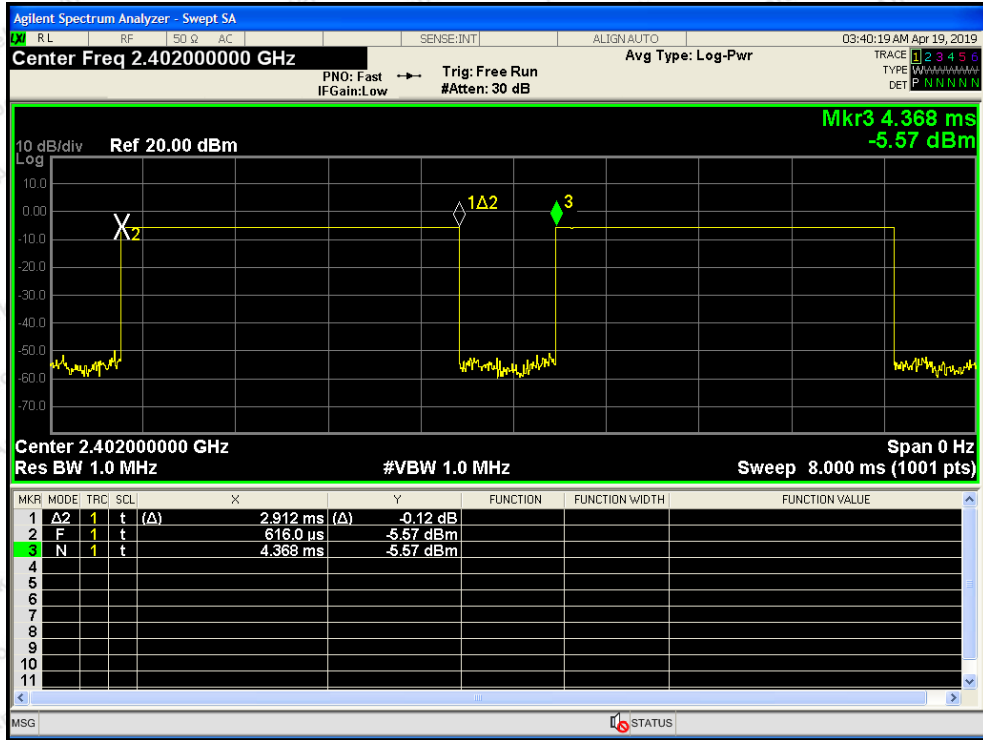 Agilent Spectrum Analyzer - Swept SA
LXI RL RF 50 Ω AC SENSE:INT ALIGNAUTO 03:40:19 AM Apr 19, 2019
Center Freq 2.402000000 GHz
Avg Type: Log-Pwr
TRACE 1 2 3 4 5 6
PNO: Fast Trig: Free Run
TYPE WWWWWW
IFGain:Low #Atten: 30 dB
DET P N N N N N
Mkr3 4.368 ms
-5.57 dBm
10 dB/div Ref 20.00 dBm
Log
10.0
0.00
-10.0
-20.0
-30.0
-40.0
-50.0
-60.0
-70.0
2
1Δ2
3
Center 2.402000000 GHz Span 0 Hz
Res BW 1.0 MHz #VBW 1.0 MHz Sweep 8.000 ms (1001 pts)
MKR MODE TRC SCL X Y FUNCTION FUNCTION WIDTH FUNCTION VALUE
1 Δ2 1 t (Δ) 2.912 ms (Δ) -0.12 dB
2 F 1 t 616.0 µs -5.57 dBm
3 N 1 t 4.368 ms -5.57 dBm
4
5
6
7
8
9
10
11
MSG STATUS